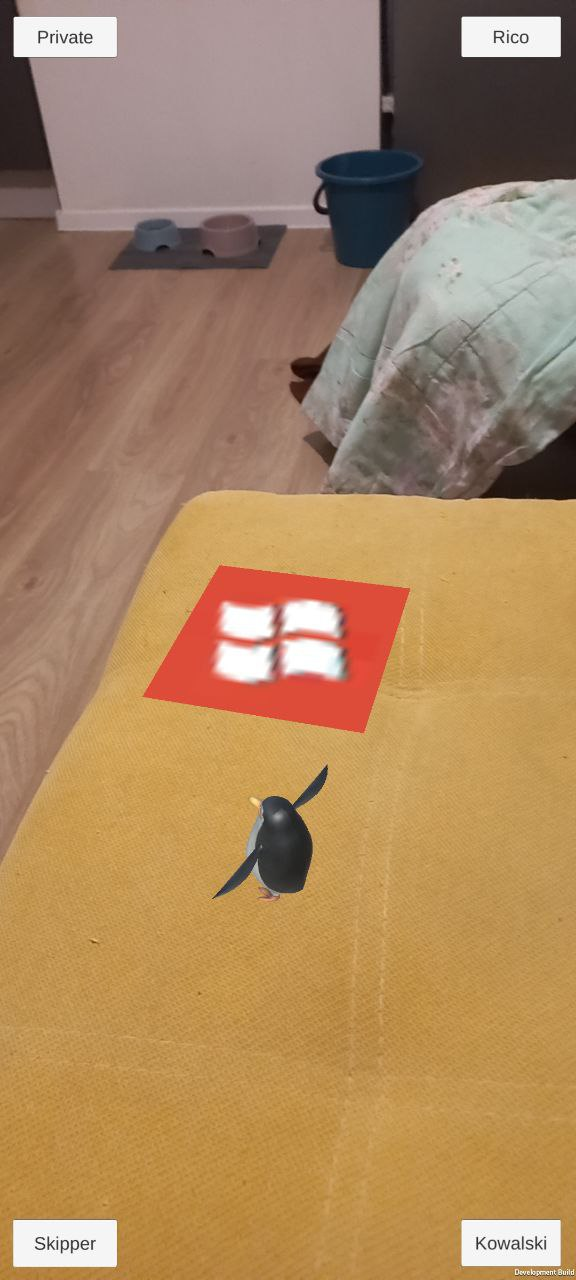 Private
Rico
Skipper
Kowalski
Development Build